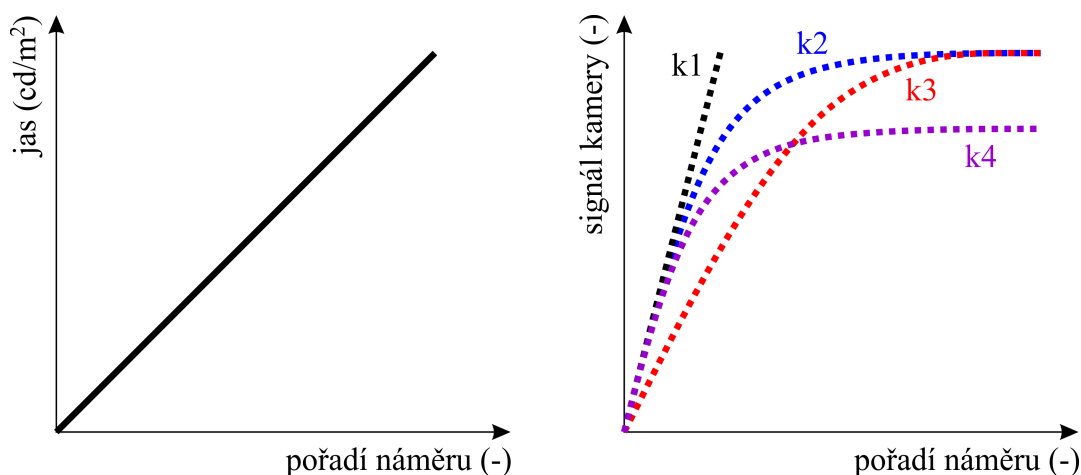 jas (cd/m²)
pořadí náměru (-)
signál kamery (-)
k1
k2
k3
k4
pořadí náměru (-)